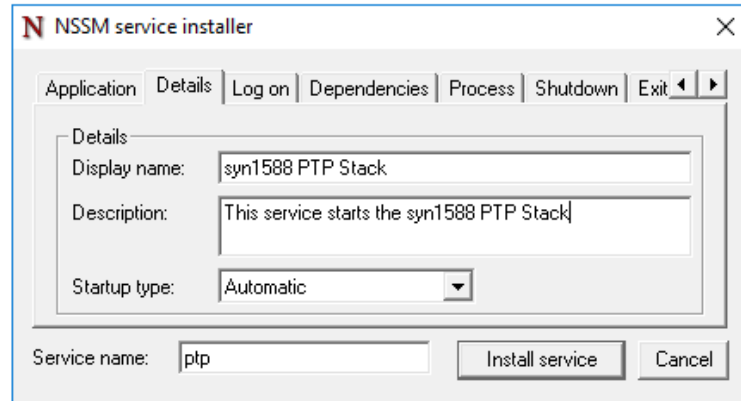 N NSSM service installer
Application Details Log on Dependencies Process Shutdown Exit
Details
Display name: syn1588 PTP Stack
Description: This service starts the syn1588 PTP Stack
Startup type: Automatic
Service name: ptp Install service Cancel